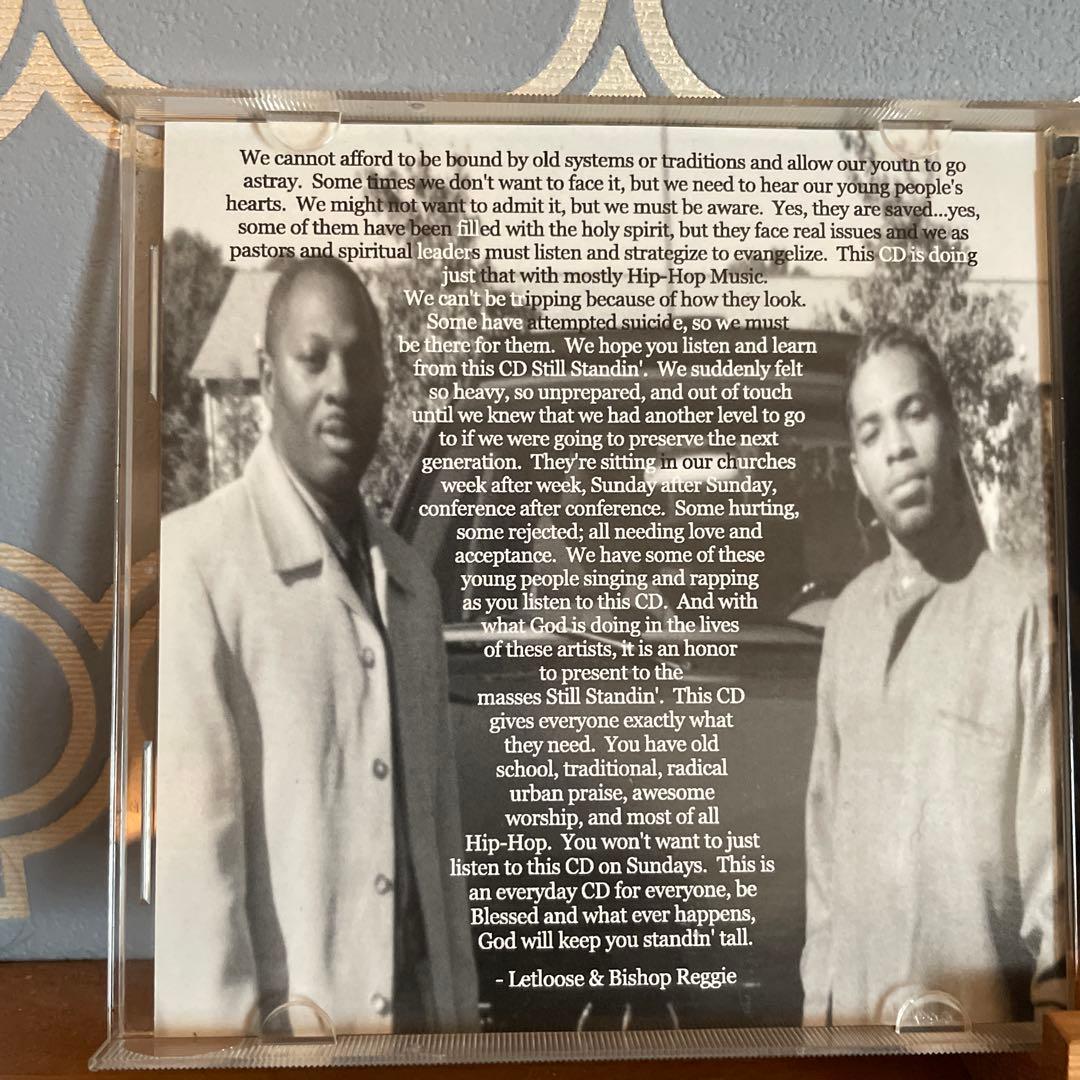 We cannot afford to be bound by old systems or traditions and allow our youth to go
astray.  Some times we don't want to face it, but we need to hear our young people's
hearts.  We might not want to admit it, but we must be aware.  Yes, they are saved...yes,
some of them have been filled with the holy spirit, but they face real issues and we as
pastors and spiritual leaders must listen and strategize to evangelize.  This CD is doing
just that with mostly Hip-Hop Music.
We can't be tripping because of how they look.
Some have attempted suicide, so we must
be there for them.  We hope you listen and learn
from this CD Still Standin'.  We suddenly felt
so heavy, so unprepared, and out of touch
until we knew that we had another level to go
to if we were going to preserve the next
generation.  They're sitting in our churches
week after week, Sunday after Sunday,
conference after conference.  Some hurting,
some rejected; all needing love and
acceptance.  We have some of these
young people singing and rapping
as you listen to this CD.  And with
what God is doing in the lives
of these artists, it is an honor
to present to the
masses Still Standin'.  This CD
gives everyone exactly what
they need.  You have old
school, traditional, radical
urban praise, awesome
worship, and most of all
Hip-Hop.  You won't want to just
listen to this CD on Sundays.  This is
an everyday CD for everyone, be
Blessed and what ever happens,
God will keep you standin' tall.
- Letloose & Bishop Reggie